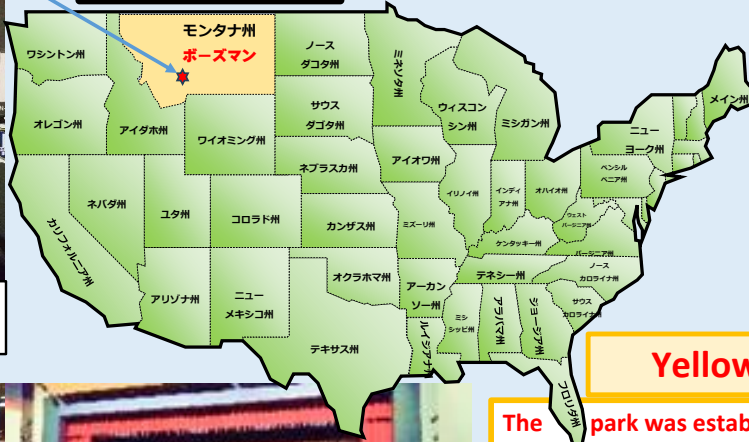 モンタナ州
ボーズマン
ワシントン州
オレゴン州
アイダホ州
ワイオミング州
ノース
ダコタ州
サウス
ダゴタ州
ネブラスカ州
ミネソタ州
ウィスコン
シン州
ミシガン州
アイオワ州
ニュー
ヨーク州
メイン州
ペンシル
ベニア州
ネバダ州
ユタ州
コロラド州
カンザス州
ミズーリ州
イリノイ州
インディ
アナ州
オハイオ州
ウェスト
バージニア州
バージニア州
ケンタッキー州
カリフォルニア州
アリゾナ州
ニュー
メキシコ州
オクラホマ州
アーカン
ソー州
テネシー州
ノース
カロライナ州
サウス
カロライナ州
テキサス州
ルイジアナ州
ミシ
シッピ州
アラバマ州
ジョージア州
フロリダ州
Yellow
The park was estab